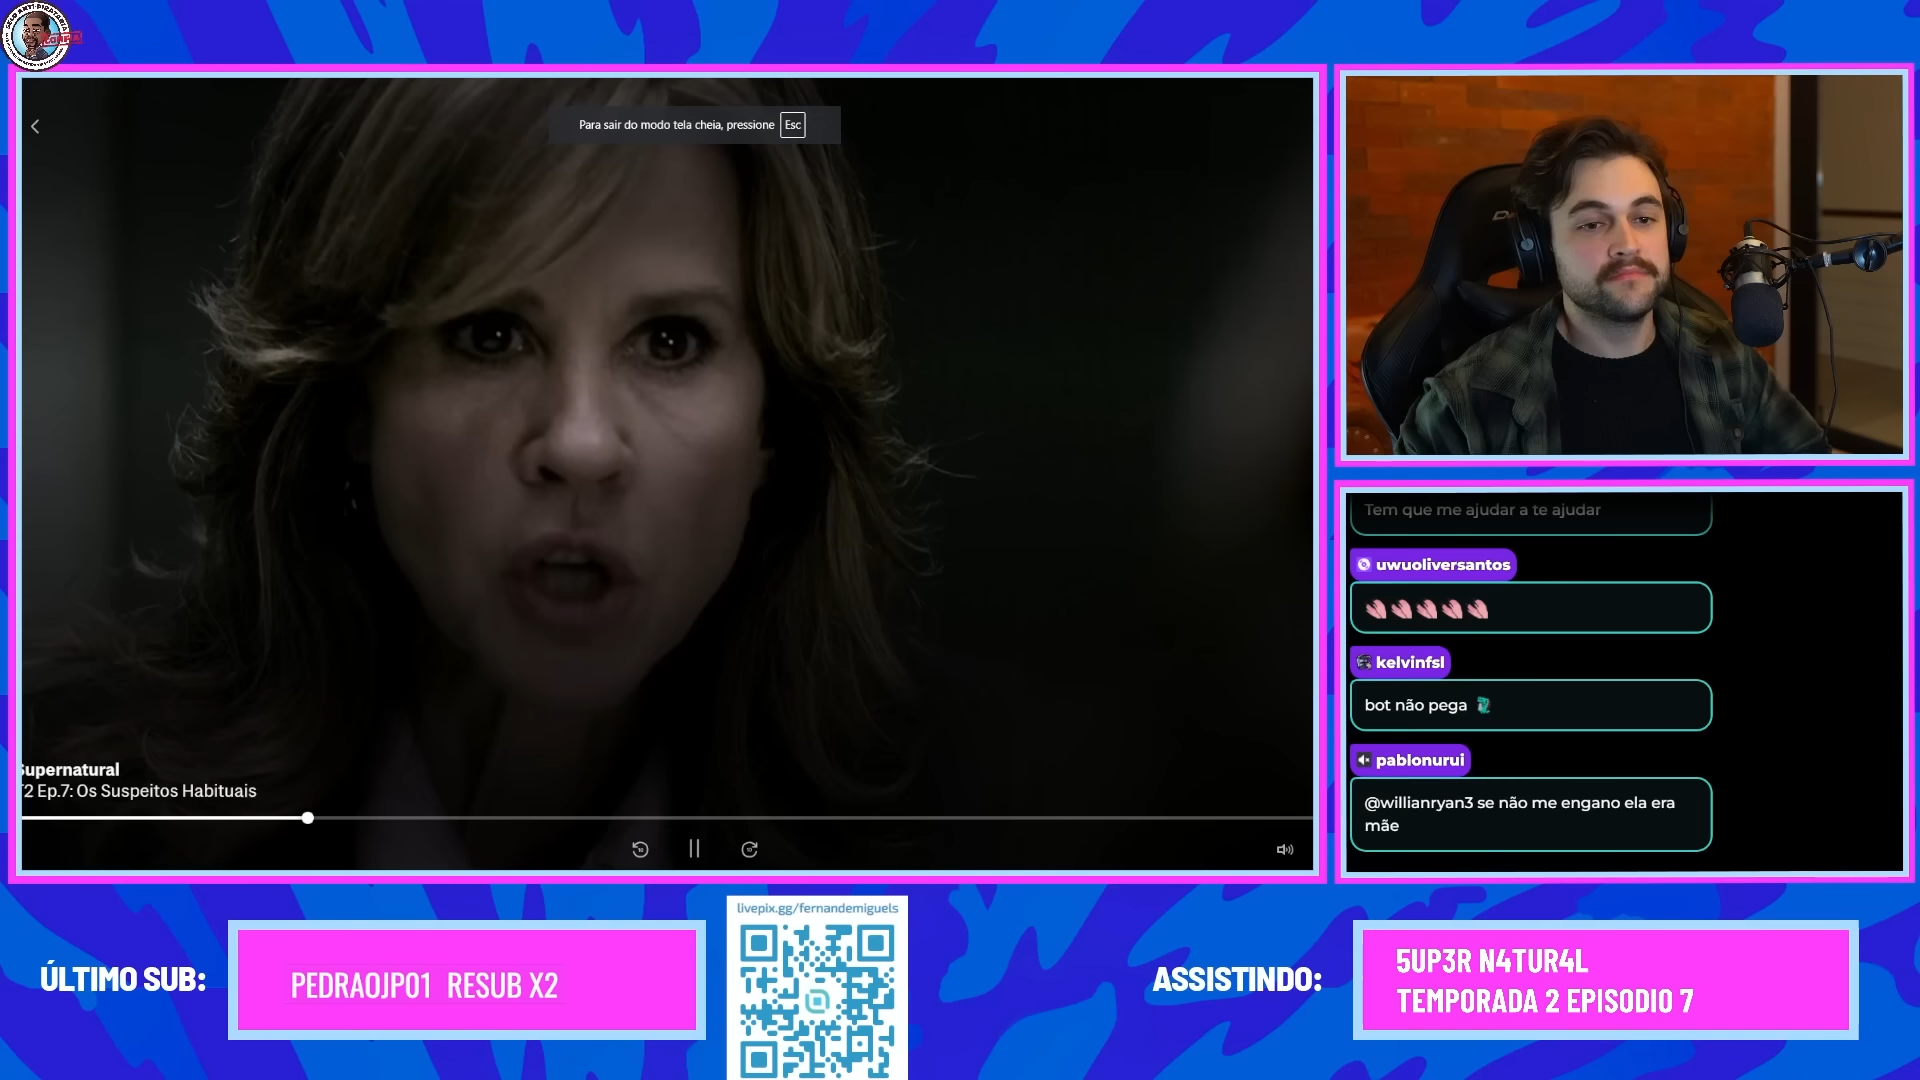 Para sair do modo tela cheia, pressione Esc
Supernatural
T2 Ep.7: Os Suspeitos Habituais
Tem que me ajudar a te ajudar
uwuoliversantos
kelvinfsl
bot não pega
pablonurui
@willianryan3 se não me engano ela era
mãe
livepix.gg/fernandemiguels
ÚLTIMO SUB:
PEDRAOJP01 RESUB X2
ASSISTINDO:
5UP3R N4TUR4L
TEMPORADA 2 EPISODIO 7